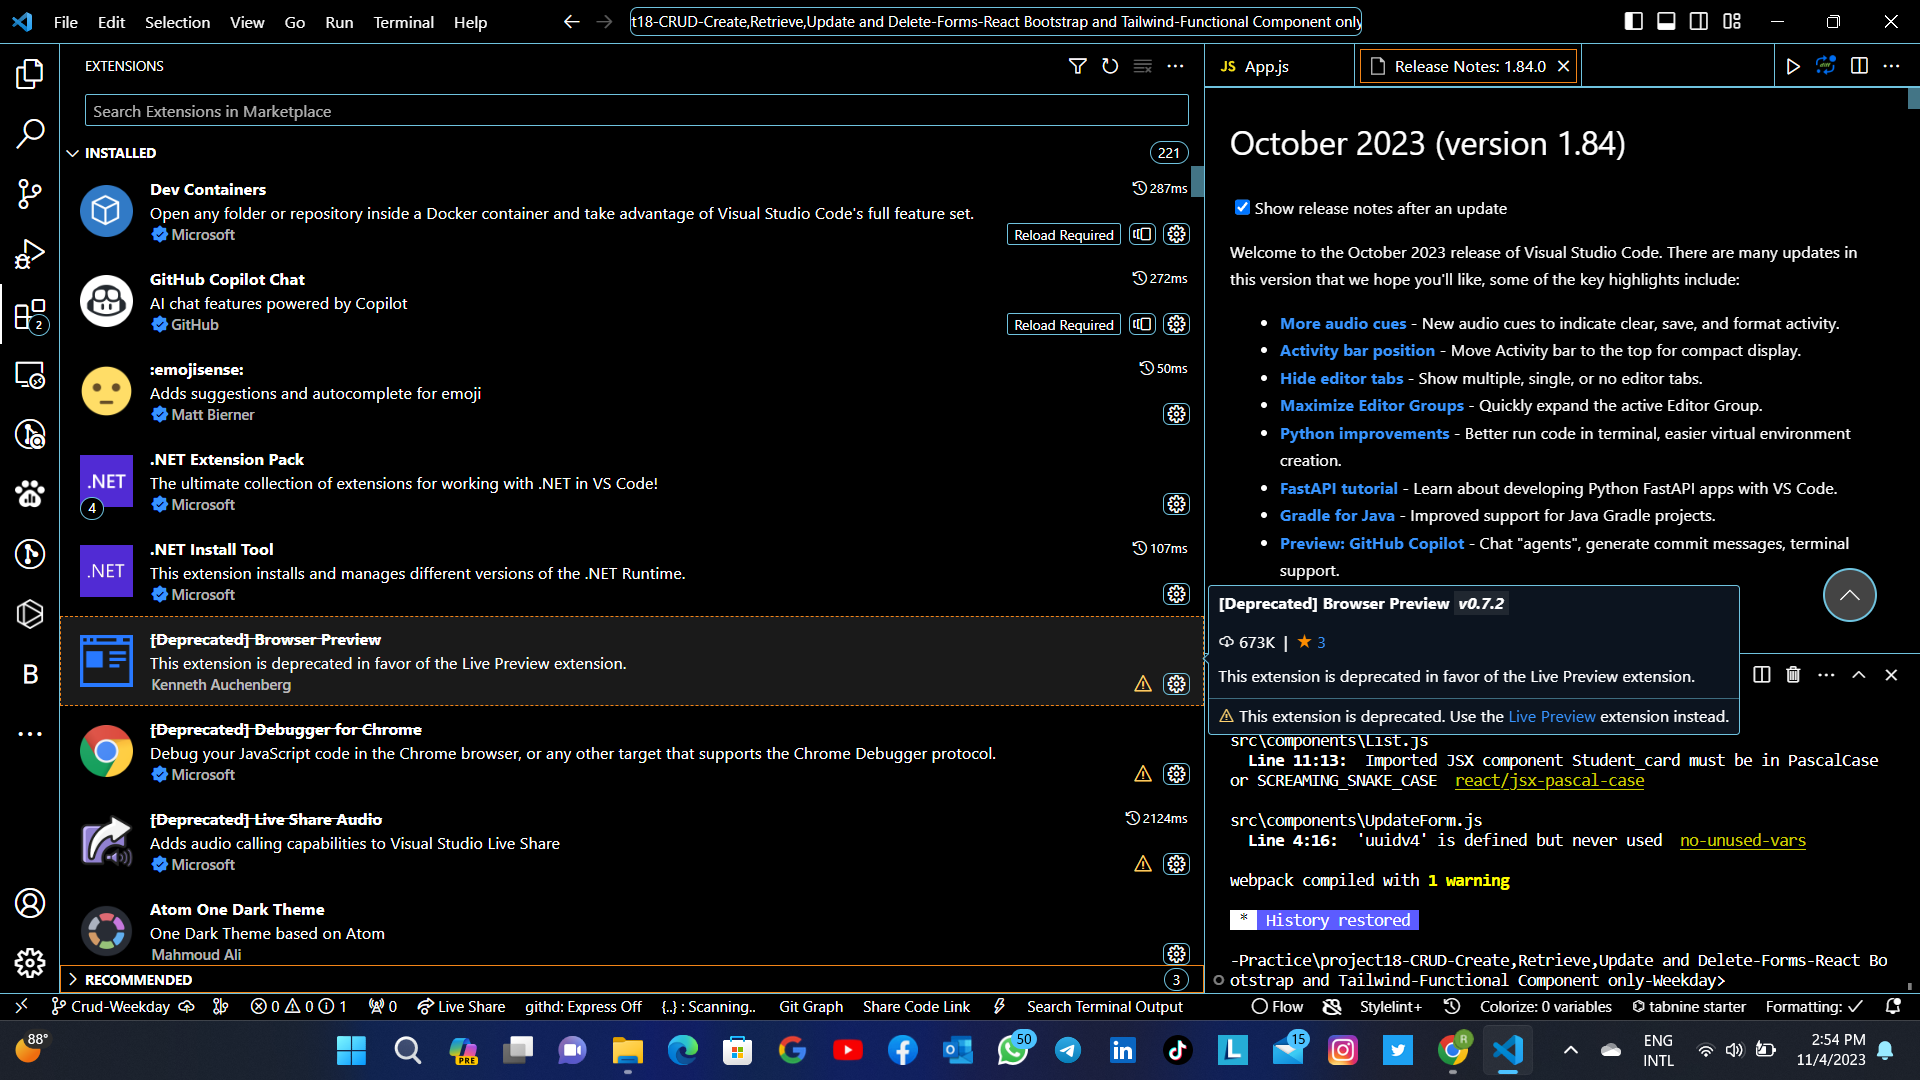 File Edit Selection View Go Run Terminal Help
t18-CRUD-Create,Retrieve,Update and Delete-Forms-React Bootstrap and Tailwind-Functional Component only
EXTENSIONS
Search Extensions in Marketplace
INSTALLED 221
Dev Containers 287ms
Open any folder or repository inside a Docker container and take advantage of Visual Studio Code's full feature set.
Microsoft Reload Required
GitHub Copilot Chat 272ms
AI chat features powered by Copilot
GitHub Reload Required
:emojisense: 50ms
Adds suggestions and autocomplete for emoji
Matt Bierner
.NET Extension Pack
.NET
The ultimate collection of extensions for working with .NET in VS Code!
4
Microsoft
.NET Install Tool 107ms
.NET
This extension installs and manages different versions of the .NET Runtime.
Microsoft
[Deprecated] Browser Preview
This extension is deprecated in favor of the Live Preview extension.
Kenneth Auchenberg
[Deprecated] Debugger for Chrome
Debug your JavaScript code in the Chrome browser, or any other target that supports the Chrome Debugger protocol.
Microsoft
[Deprecated] Live Share Audio 2124ms
Adds audio calling capabilities to Visual Studio Live Share
Microsoft
Atom One Dark Theme
One Dark Theme based on Atom
Mahmoud Ali
RECOMMENDED 3
2
B
JS App.js
Release Notes: 1.84.0
October 2023 (version 1.84)
Show release notes after an update
Welcome to the October 2023 release of Visual Studio Code. There are many updates in
this version that we hope you'll like, some of the key highlights include:
• More audio cues - New audio cues to indicate clear, save, and format activity.
• Activity bar position - Move Activity bar to the top for compact display.
• Hide editor tabs - Show multiple, single, or no editor tabs.
• Maximize Editor Groups - Quickly expand the active Editor Group.
• Python improvements - Better run code in terminal, easier virtual environment
creation.
• FastAPI tutorial - Learn about developing Python FastAPI apps with VS Code.
• Gradle for Java - Improved support for Java Gradle projects.
• Preview: GitHub Copilot - Chat "agents", generate commit messages, terminal
support.
[Deprecated] Browser Preview v0.7.2
673K | ★ 3
This extension is deprecated in favor of the Live Preview extension.
This extension is deprecated. Use the Live Preview extension instead.
src\components\List.js
Line 11:13: Imported JSX component Student_card must be in PascalCase
or SCREAMING_SNAKE_CASE react/jsx-pascal-case
src\components\UpdateForm.js
Line 4:16: 'uuidv4' is defined but never used no-unused-vars
webpack compiled with 1 warning
* History restored
-Practice\project18-CRUD-Create,Retrieve,Update and Delete-Forms-React Bo
otstrap and Tailwind-Functional Component only-Weekday>
Crud-Weekday 0 0 1 0 Live Share githd: Express Off {..} : Scanning.. Git Graph Share Code Link Search Terminal Output Flow Stylelint+ Colorize: 0 variables tabnine starter Formatting: ✓
88° PRE 50 L 15 R ENG
INTL
2:54 PM
11/4/2023